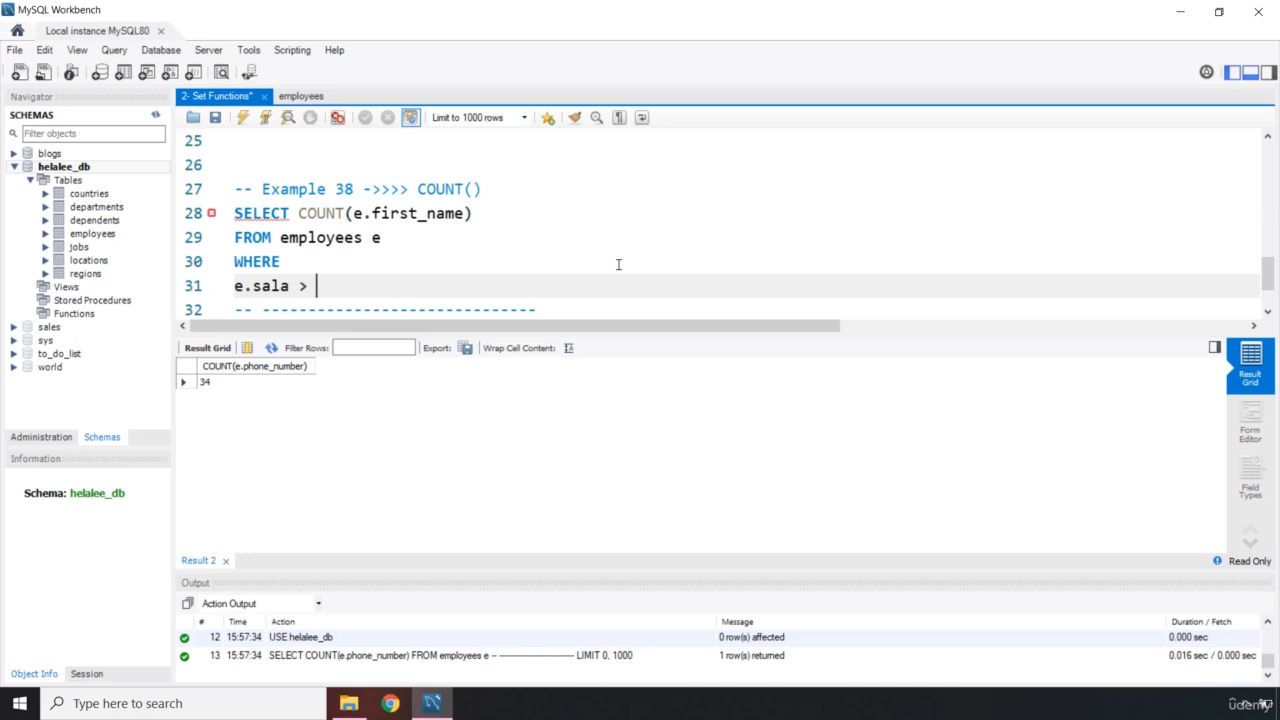 MySQL Workbench
Local instance MySQL80
File Edit View Query Database Server Tools Scripting Help
Navigator
SCHEMAS
Filter objects
blogs
helalee_db
Tables
countries
departments
dependents
employees
jobs
locations
regions
Views
Stored Procedures
Functions
sales
sys
to_do_list
world
Administration Schemas
Information
Schema: helalee_db
Object Info Session
2- Set Functions* employees
Limit to 1000 rows
25
26
27 -- Example 38 ->>>> COUNT()
28 SELECT COUNT(e.first_name)
29 FROM employees e
30 WHERE
31 e.sala >
32 -- ------------------------------
Result Grid Filter Rows: Export: Wrap Cell Content:
COUNT(e.phone_number)
34
Result Grid
Form Editor
Field Types
Result 2 Read Only
Output
Action Output
# Time Action Message Duration / Fetch
12 15:57:34 USE helalee_db 0 row(s) affected 0.000 sec
13 15:57:34 SELECT COUNT(e.phone_number) FROM employees e -- ------------------------------ LIMIT 0, 1000 1 row(s) returned 0.016 sec / 0.000 sec
Type here to search
udemy